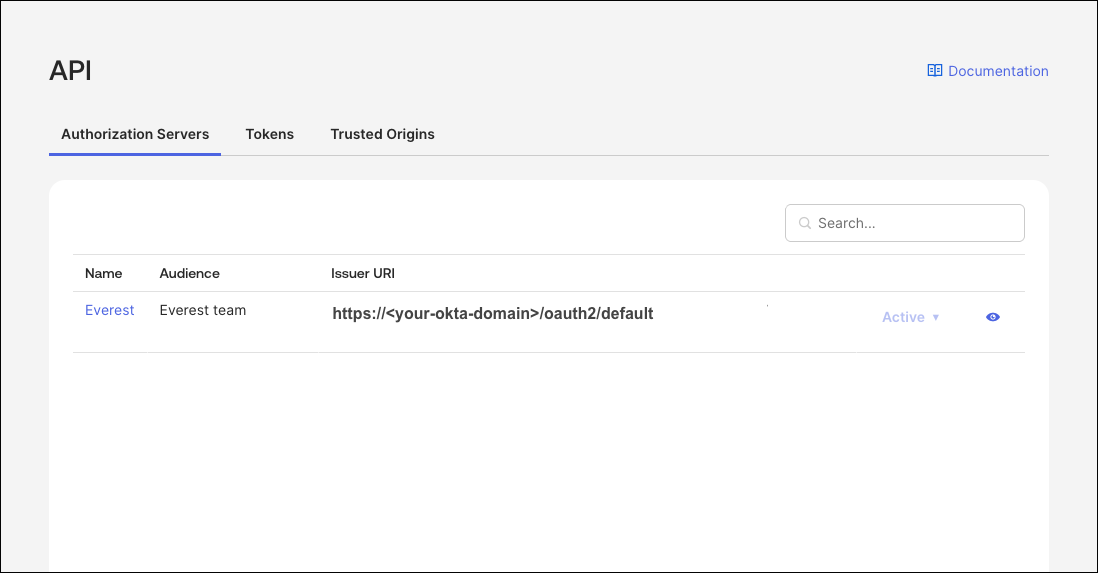 API
Documentation
Authorization Servers Tokens Trusted Origins
Search...
Name Audience Issuer URI
Everest Everest team https://<your-okta-domain>/oauth2/default Active ▾